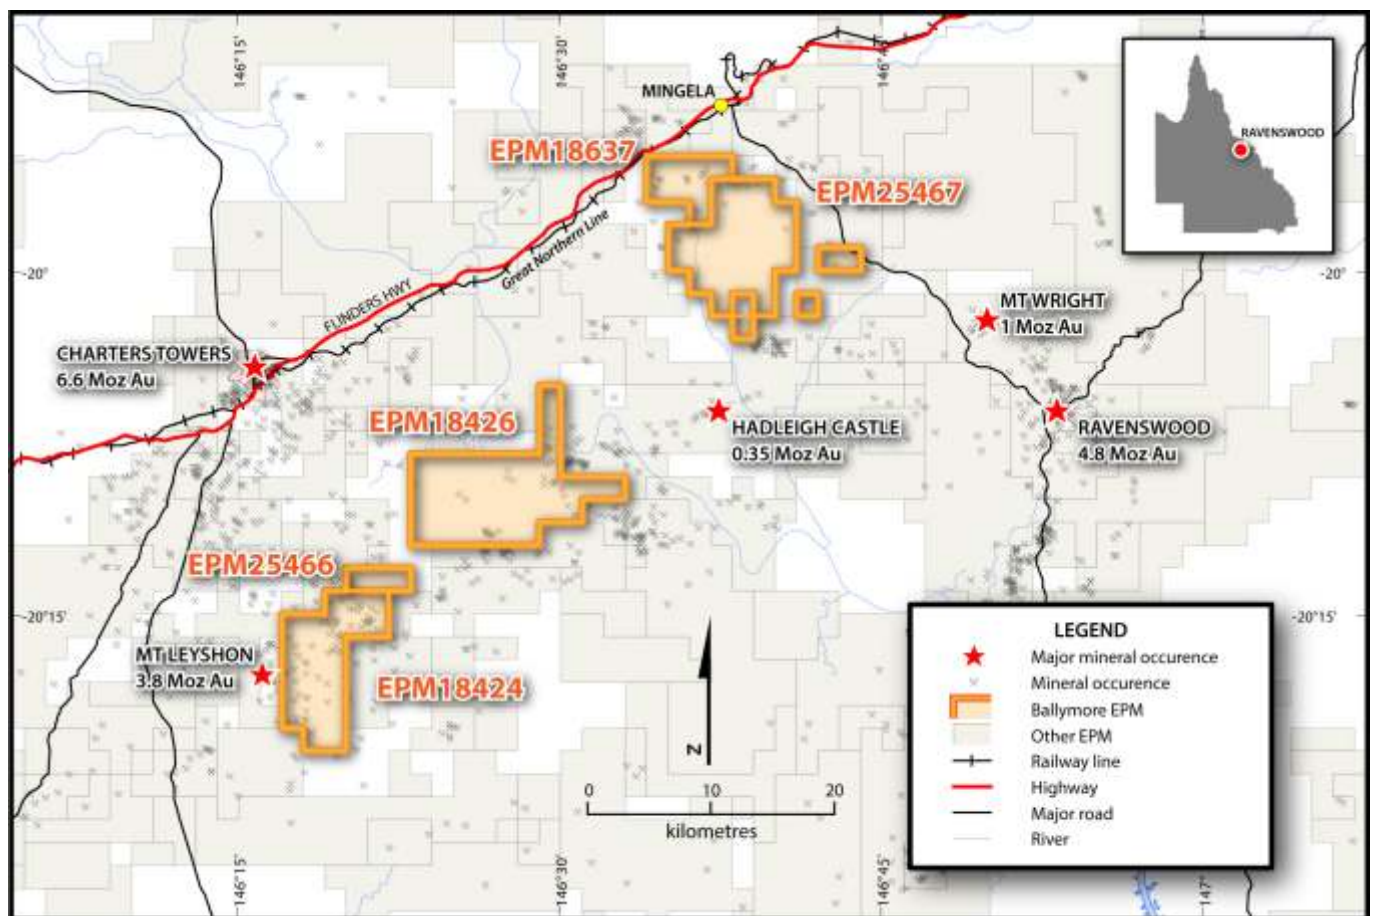 146°15'
146°30'
146°4
MINGELA
RAVENSWOOD
EPM18637
EPM25467
-20°
-20°
Great Northern Line
FLINDERS HWY
MT WRIGHT
1 Moz Au
CHARTERS TOWERS
6.6 Moz Au
EPM18426
HADLEIGH CASTLE
0.35 Moz Au
RAVENSWOOD
4.8 Moz Au
EPM25466
-20°15'
-20°15'
MT LEYSHON
3.8 Moz Au
EPM18424
N
0 10 20
kilometres
LEGEND
Major mineral occurence
Mineral occurence
Ballymore EPM
Other EPM
Railway line
Highway
Major road
River
146°15'
146°30'
146°45'
147°